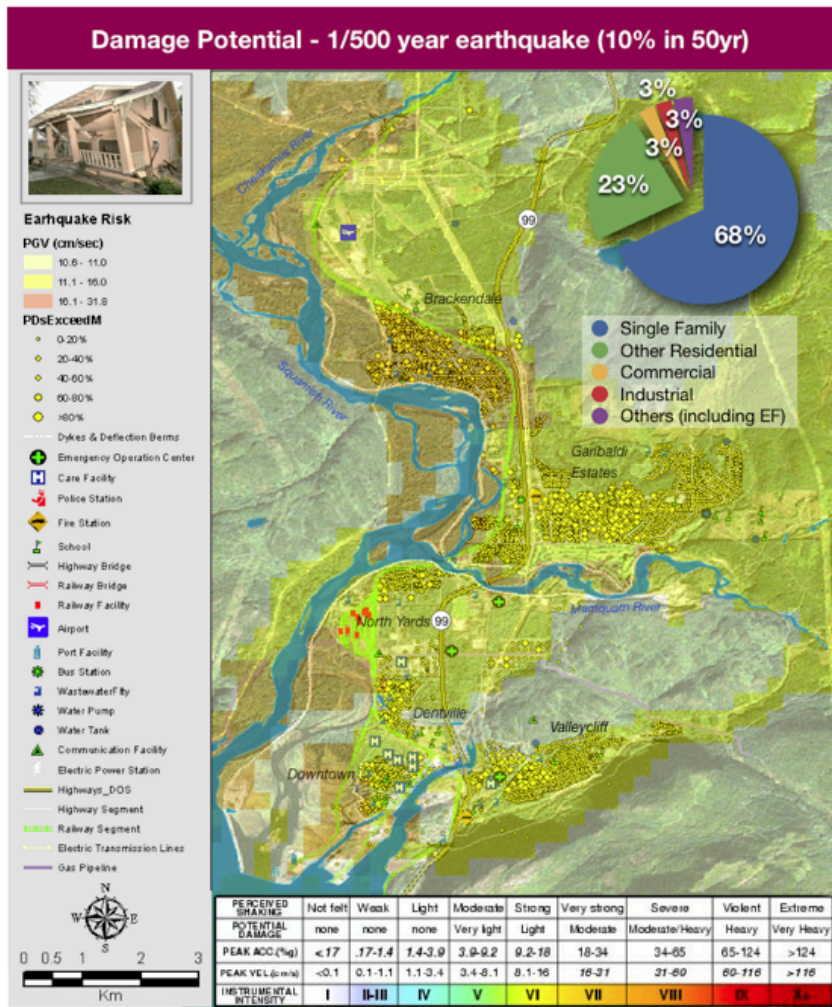 Damage Potential - 1/500 year earthquake (10% in 50yr)
Earhquake Risk
PGV (cm/sec)
10.6 - 11.0
11.1 - 16.0
16.1 - 31.8
PDsExceedM
0-20%
20-40%
40-60%
60-80%
>80%
Dykes & Deflection Berms
Emergency Operation Center
Care Facility
Police Station
Fire Station
School
Highway Bridge
Railway Bridge
Railway Facility
Airport
Port Facility
Bus Station
WastewaterFlty
Water Pump
Water Tank
Communication Facility
Electric Power Station
Highways_DOS
Highway Segment
Railway Segment
Electric Transmission Lines
Gas Pipeline
N
W E
S
0 0.5 1 2 3
Km
3%
3%
3%
23%
68%
Single Family
Other Residential
Commercial
Industrial
Others (including EF)
Cheakamus River
99
Brackendale
Squamish River
Garibaldi
Estates
Mamquam River
North Yards
99
Dentville
Valleycliff
Downtown
PERCEIVED SHAKING Not felt Weak Light Moderate Strong Very strong Severe Violent Extreme
POTENTIAL DAMAGE none none none Very light Light Moderate Moderate/Heavy Heavy Very Heavy
PEAK ACC.(%g) <.17 .17-1.4 1.4-3.9 3.9-9.2 9.2-18 18-34 34-65 65-124 >124
PEAK VEL.(cm/s) <0.1 0.1-1.1 1.1-3.4 3.4-8.1 8.1-16 16-31 31-60 60-116 >116
INSTRUMENTAL INTENSITY I II-III IV V VI VII VIII IX X+